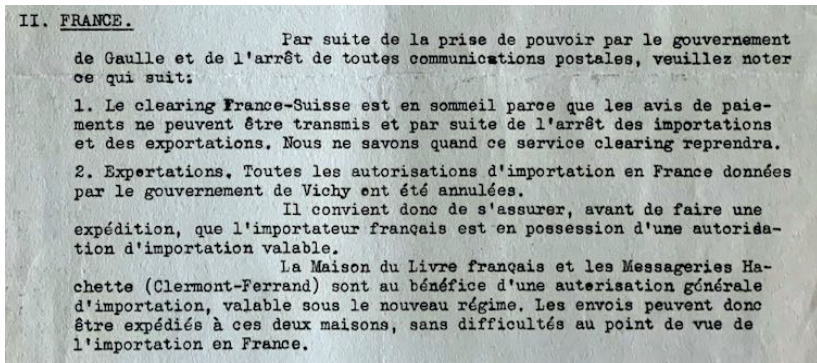 II. FRANCE.
Par suite de la prise de pouvoir par le gouvernement
de Gaulle et de l'arrêt de toutes communications postales, veuillez noter
ce qui suit:
1. Le clearing France-Suisse est en sommeil parce que les avis de paie-
ments ne peuvent être transmis et par suite de l'arrêt des importations
et des exportations. Nous ne savons quand ce service clearing reprendra.
2. Exportations. Toutes les autorisations d'importation en France données
par le gouvernement de Vichy ont été annulées.
Il convient donc de s'assurer, avant de faire une
expédition, que l'importateur français est en possession d'une autorisa-
tion d'importation valable.
La Maison du Livre français et les Messageries Ha-
chette (Clermont-Ferrand) sont au bénéfice d'une autorisation générale
d'importation, valable sous le nouveau régime. Les envois peuvent donc
être expédiés à ces deux maisons, sans difficultés au point de vue de
l'importation en France.